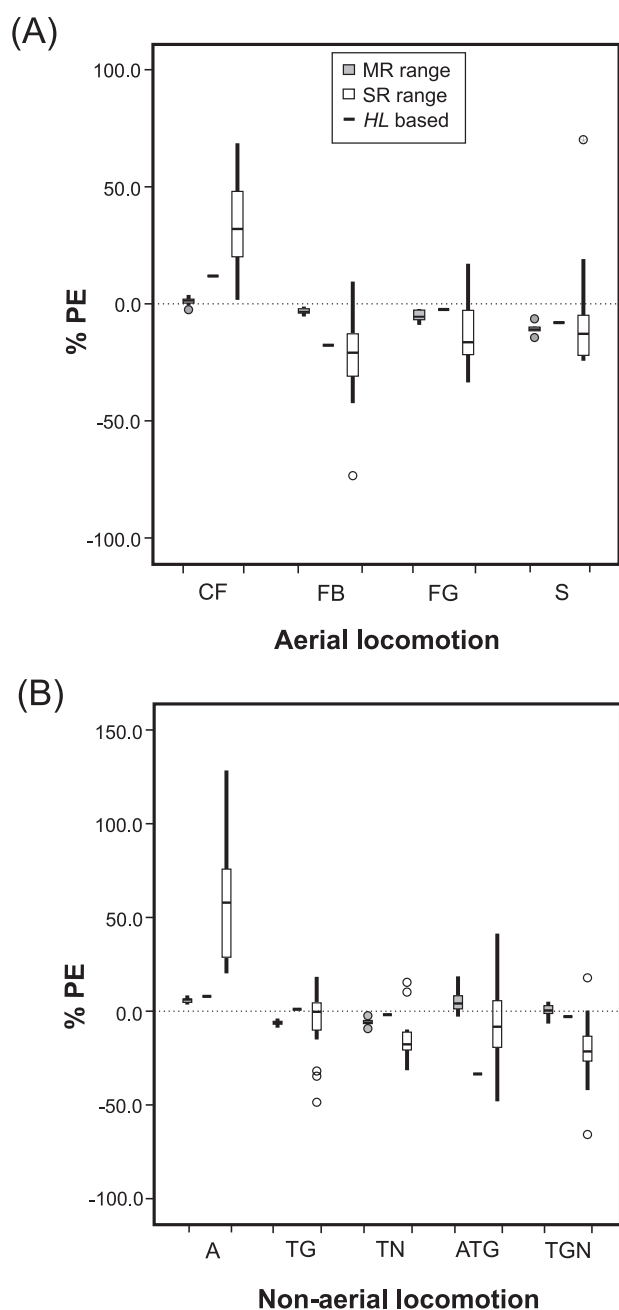 (A)
MR range
SR range
HL based
100.0
50.0
0.0
-50.0
-100.0
% PE
CF FB FG S
Aerial locomotion
(B)
150.0
100.0
50.0
0.0
-50.0
-100.0
% PE
A TG TN ATG TGN
Non-aerial locomotion